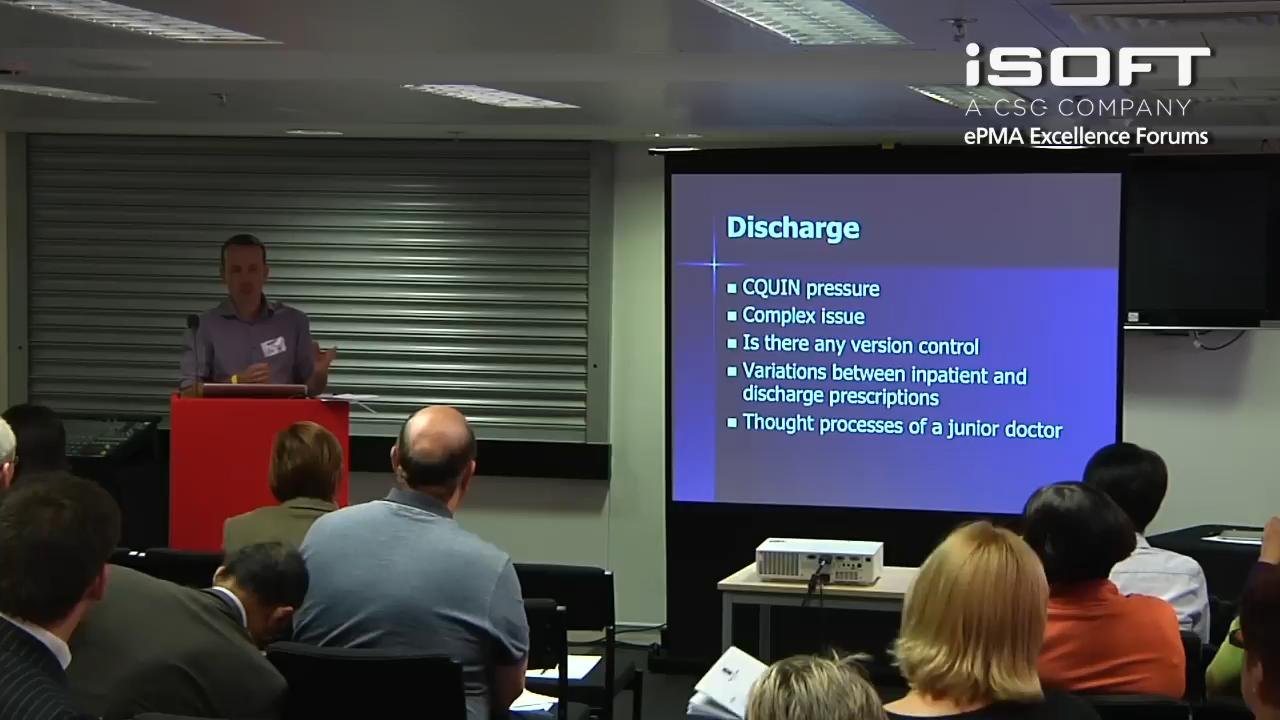 iSOFT
A CSC COMPANY
ePMA Excellence Forums
Discharge
CQUIN pressure
Complex issue
Is there any version control
Variations between inpatient and
discharge prescriptions
Thought processes of a junior doctor